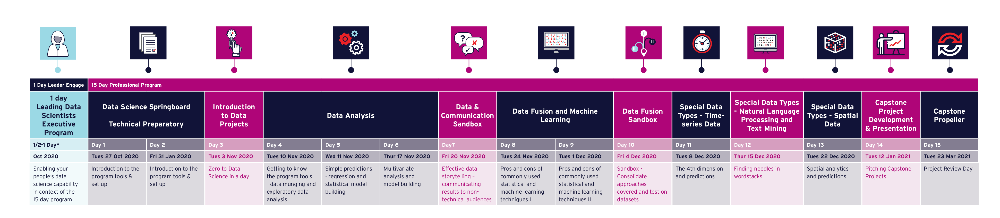 1 Day Leader Engage
15 Day Professional Program
1 day
Leading Data
Scientists
Executive
Program
Data Science Springboard
Technical Preparatory
Introduction
to Data
Projects
Data Analysis
Data &
Communication
Sandbox
Data Fusion and Machine
Learning
Data Fusion
Sandbox
Special Data
Types - Time-
series Data
Special Data Types
- Natural Language
Processing and
Text Mining
Special Data
Types - Spatial
Data
Capstone
Project
Development
& Presentation
Capstone
Propeller
1/2-1 Day*
Day 1
Day 2
Day 3
Day 4
Day 5
Day 6
Day7
Day 8
Day 9
Day 10
Day 11
Day 12
Day 13
Day 14
Day 15
Oct 2020
Tues 27 Oct 2020
Fri 31 Jan 2020
Tues 3 Nov 2020
Tues 10 Nov 2020
Wed 11 Nov 2020
Thur 17 Nov 2020
Fri 20 Nov 2020
Tues 24 Nov 2020
Tues 1 Dec 2020
Fri 4 Dec 2020
Tues 8 Dec 2020
Thur 15 Dec 2020
Tues 22 Dec 2020
Tues 12 Jan 2021
Tues 23 Mar 2021
Enabling your
people's data
science capability
in context of the
15 day program
Introduction to the
program tools &
set up
Introduction to the
program tools &
set up
Zero to Data
Science in a day
Getting to know
the program tools
- data munging and
exploratory data
analysis
Simple predictions
- regression and
statistical model
building
Multivariate
analysis and
model building
Effective data
storytelling –
communicating
results to non-
technical audiences
Pros and cons of
commonly used
statistical and
machine learning
techniques I
Pros and cons of
commonly used
statistical and
machine learning
techniques II
Sandbox -
Consolidate
approaches
covered and test on
datasets
The 4th dimension
and predictions
Finding needles in
wordstacks
Spatial analytics
and predictions
Pitching Capstone
Projects
Project Review Day